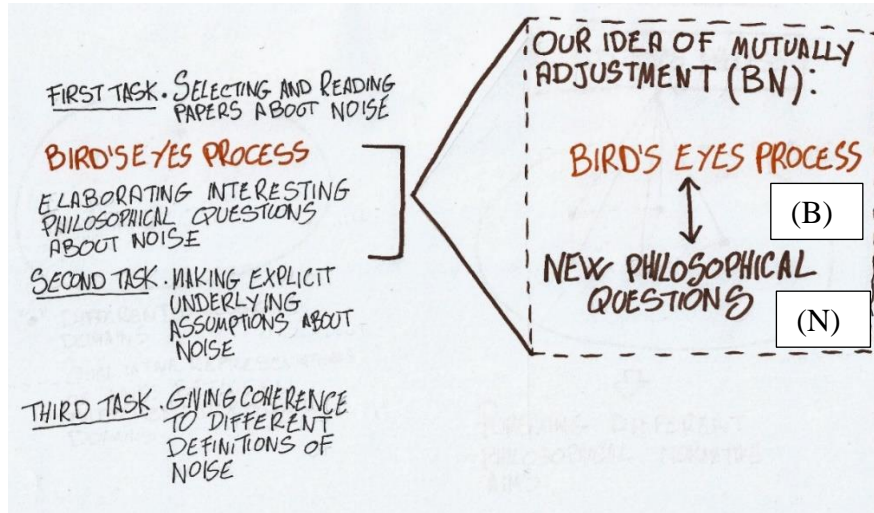 FIRST TASK. SELECTING AND READING
PAPERS ABOUT NOISE
BIRD'S EYES PROCESS
ELABORATING INTERESTING
PHILOSOPHICAL QUESTIONS
ABOUT NOISE
SECOND TASK. MAKING EXPLICIT
UNDERLYING
ASSUMPTIONS ABOUT
NOISE
THIRD TASK. GIVING COHERENCE
TO DIFFERENT
DEFINITIONS OF
NOISE
OUR IDEA OF MUTUALLY
ADJUSTMENT (BN):
BIRD'S EYES PROCESS
(B)
NEW PHILOSOPHICAL
QUESTIONS
(N)